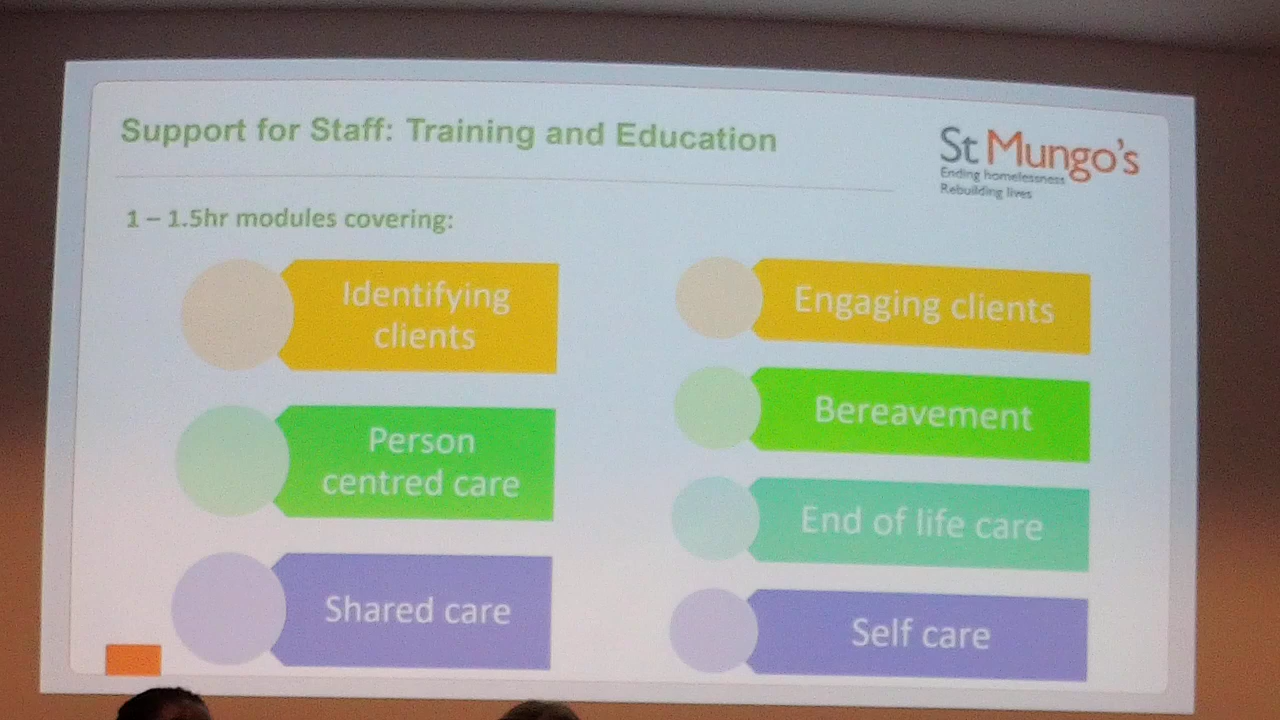 Support for Staff: Training and Education
St Mungo's
Ending homelessness
Rebuilding lives
1 – 1.5hr modules covering:
Identifying
clients
Person
centred care
Shared care
Engaging clients
Bereavement
End of life care
Self care